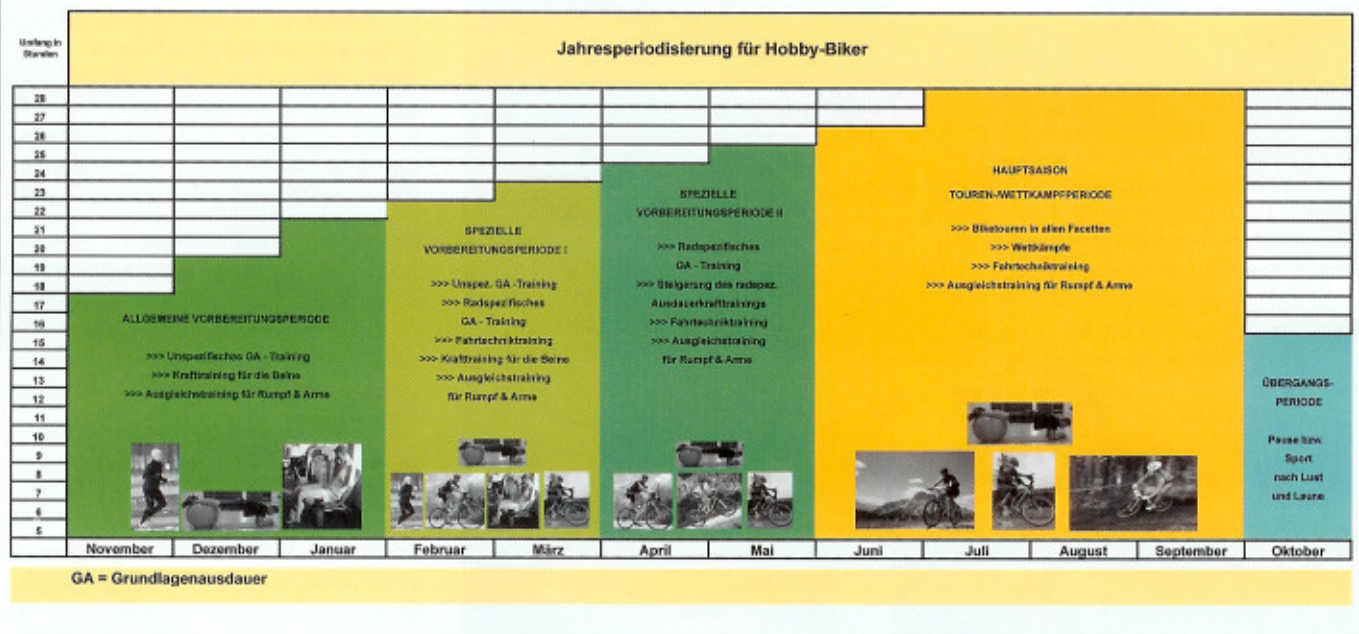 Umfang in
Stunden
Jahresperiodisierung für Hobby-Biker
28
27
26
25
24
23
22
21
20
19
18
17
16
15
14
13
12
11
10
9
8
7
6
5
ALLGEMEINE VORBEREITUNGSPERIODE
>>> Unspezifisches GA - Training
>>> Krafttraining für die Beine
>>> Ausgleichstraining für Rumpf & Arme
SPEZIELLE
VORBEREITUNGSPERIODE I
>>> Unspez. GA -Training
>>> Radspezifisches
GA - Training
>>> Fahrtechniktraining
>>> Krafttraining für die Beine
>>> Ausgleichstraining
für Rumpf & Arme
SPEZIELLE
VORBEREITUNGSPERIODE II
>>> Radspezifisches
GA - Training
>>> Steigerung des radspez.
Ausdauerkrafttrainings
>>> Fahrtechniktraining
>>> Ausgleichstraining
für Rumpf & Arme
HAUPTSAISON
TOUREN-/WETTKAMPFPERIODE
>>> Biketouren in allen Facetten
>>> Wettkämpfe
>>> Fahrtechniktraining
>>> Ausgleichstraining für Rumpf & Arme
ÜBERGANGS-
PERIODE
Pause bzw.
Sport
nach Lust
und Laune
November Dezember Januar Februar März April Mai Juni Juli August September Oktober
GA = Grundlagenausdauer